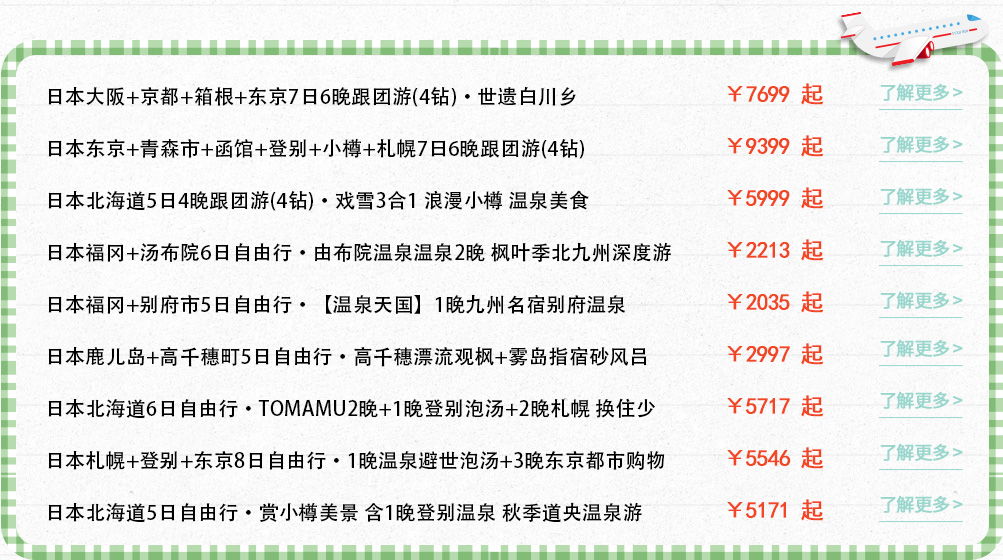 日本大阪+京都+箱根+东京7日6晚跟团游(4钻)·世遗白川乡 ￥7699 起 了解更多>
日本东京+青森市+函馆+登别+小樽+札幌7日6晚跟团游(4钻) ￥9399 起 了解更多>
日本北海道5日4晚跟团游(4钻)·戏雪3合1 浪漫小樽 温泉美食 ￥5999 起 了解更多>
日本福冈+汤布院6日自由行·由布院温泉温泉2晚 枫叶季北九州深度游 ￥2213 起 了解更多>
日本福冈+别府市5日自由行·【温泉天国】1晚九州名宿别府温泉 ￥2035 起 了解更多>
日本鹿儿岛+高千穗町5日自由行·高千穗漂流观枫+雾岛指宿砂风吕 ￥2997 起 了解更多>
日本北海道6日自由行·TOMAMU2晚+1晚登别泡汤+2晚札幌 换住少 ￥5717 起 了解更多>
日本札幌+登别+东京8日自由行·1晚温泉避世泡汤+3晚东京都市购物 ￥5546 起 了解更多>
日本北海道5日自由行·赏小樽美景 含1晚登别温泉 秋季道央温泉游 ￥5171 起 了解更多>